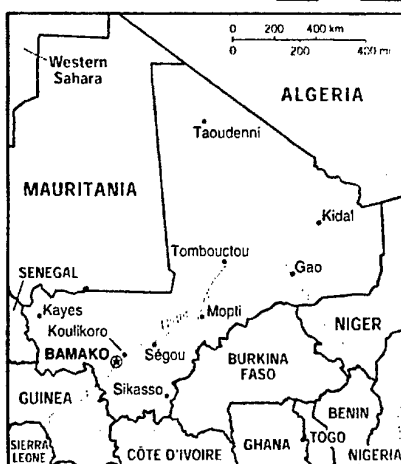 0 200 400 km
0 200 400 mi
Western
Sahara
ALGERIA
Taoudenni
MAURITANIA
Kidal
Tombouctou
Gao
SENEGAL
Kayes
Mopti
Koulikoro
NIGER
BAMAKO
Ségou
BURKINA
FASO
Sikasso
GUINEA
BENIN
SIERRA
LEONE
CÔTE D'IVOIRE
GHANA
TOGO
NIGERIA